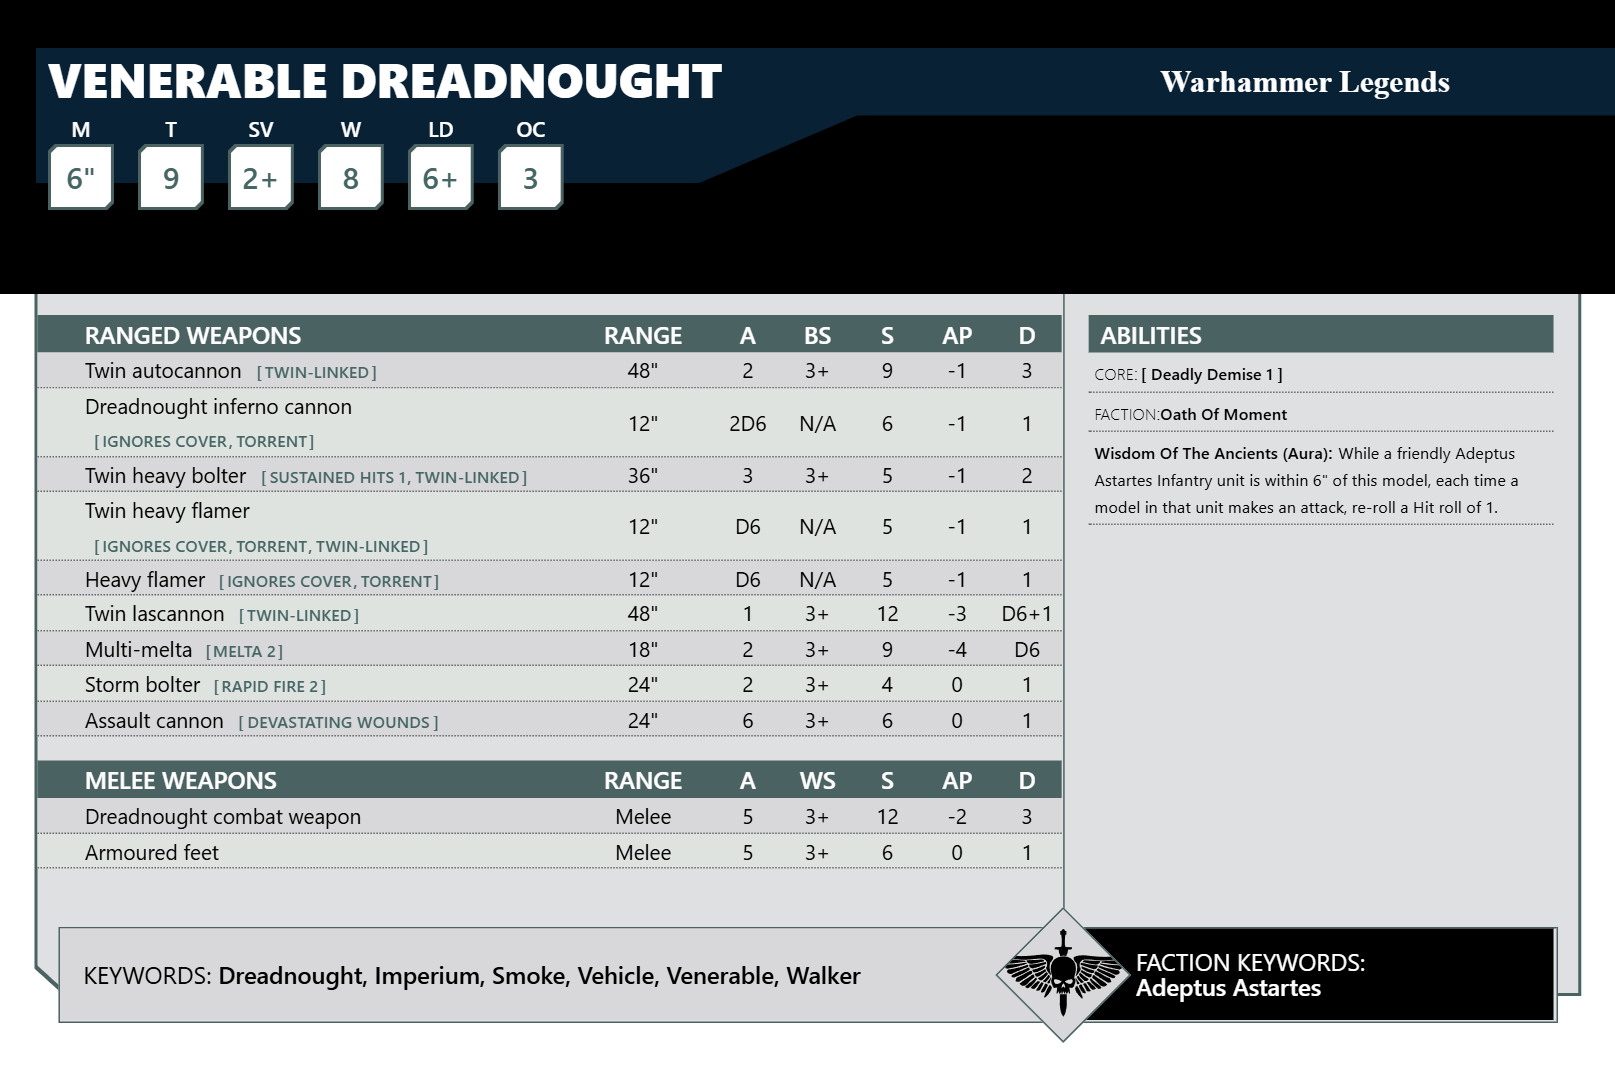 VENERABLE DREADNOUGHT
Warhammer Legends
M T SV W LD OC
6" 9 2+ 8 6+ 3
RANGED WEAPONS RANGE A BS S AP D
Twin autocannon [TWIN-LINKED] 48" 2 3+ 9 -1 3
Dreadnought inferno cannon
[IGNORES COVER, TORRENT] 12" 2D6 N/A 6 -1 1
Twin heavy bolter [SUSTAINED HITS 1, TWIN-LINKED] 36" 3 3+ 5 -1 2
Twin heavy flamer
[IGNORES COVER, TORRENT, TWIN-LINKED] 12" D6 N/A 5 -1 1
Heavy flamer [IGNORES COVER, TORRENT] 12" D6 N/A 5 -1 1
Twin lascannon [TWIN-LINKED] 48" 1 3+ 12 -3 D6+1
Multi-melta [MELTA 2] 18" 2 3+ 9 -4 D6
Storm bolter [RAPID FIRE 2] 24" 2 3+ 4 0 1
Assault cannon [DEVASTATING WOUNDS] 24" 6 3+ 6 0 1
MELEE WEAPONS RANGE A WS S AP D
Dreadnought combat weapon Melee 5 3+ 12 -2 3
Armoured feet Melee 5 3+ 6 0 1
ABILITIES
CORE: [ Deadly Demise 1 ]
FACTION:Oath Of Moment
Wisdom Of The Ancients (Aura): While a friendly Adeptus
Astartes Infantry unit is within 6" of this model, each time a
model in that unit makes an attack, re-roll a Hit roll of 1.
KEYWORDS: Dreadnought, Imperium, Smoke, Vehicle, Venerable, Walker
FACTION KEYWORDS:
Adeptus Astartes